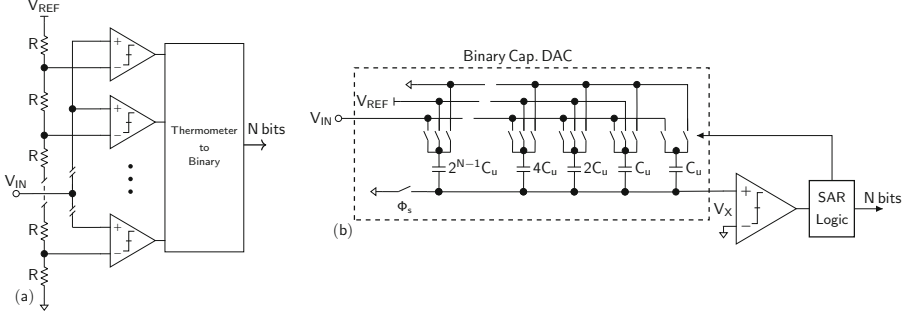 V_REF
R
+
−
R
+
−
R
V_IN
R
+
−
R
Thermometer
to
Binary
N bits
(a)
Binary Cap. DAC
V_REF
V_IN
2^{N−1}C_u
4C_u
2C_u
C_u
C_u
Φ_s
V_X
+
−
SAR
Logic
N bits
(b)